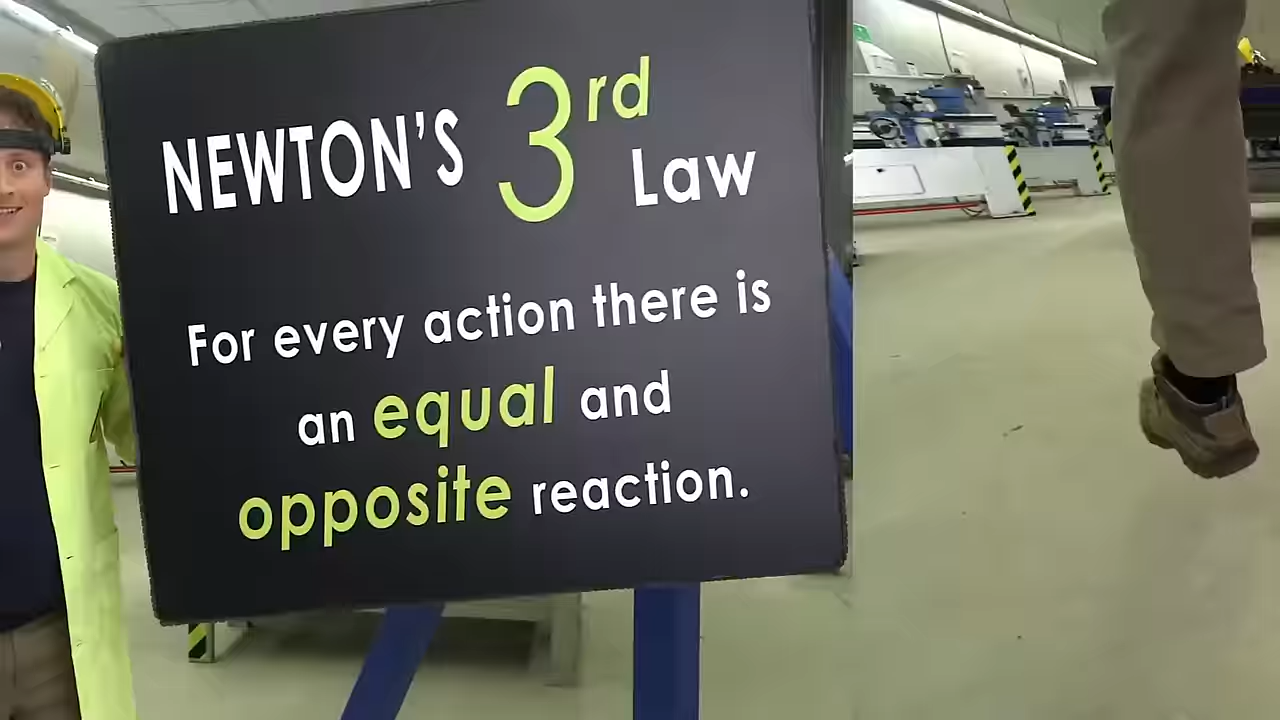 NEWTON'S 3rd Law
For every action there is
an equal and
opposite reaction.